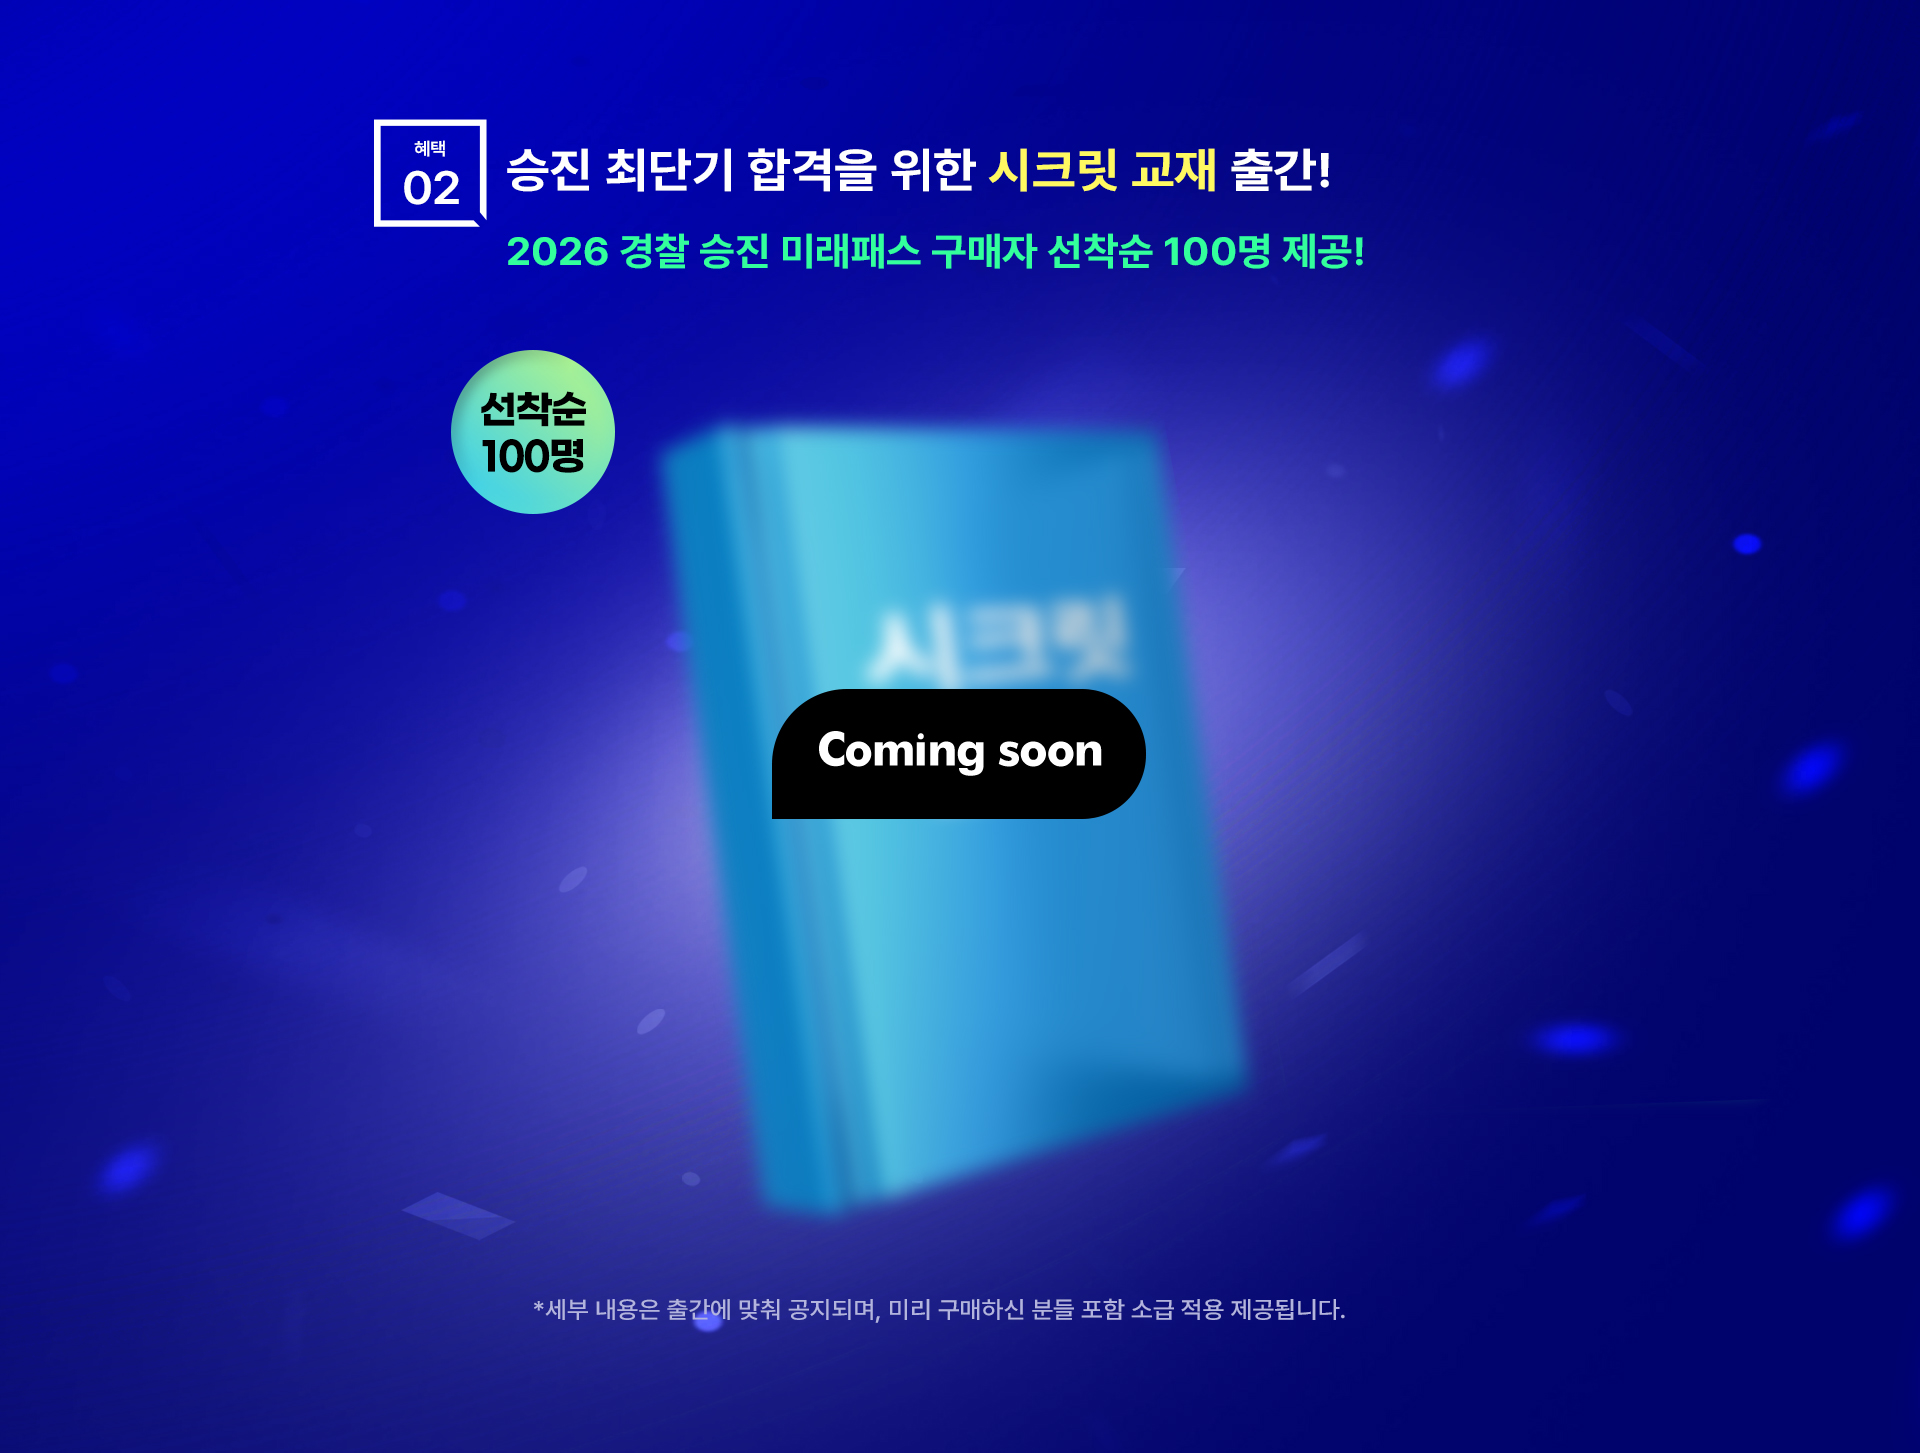 혜택
02
승진 최단기 합격을 위한 시크릿 교재 출간!
2026 경찰 승진 미래패스 구매자 선착순 100명 제공!
선착순
100명
시크릿
Coming soon
*세부 내용은 출간에 맞춰 공지되며, 미리 구매하신 분들 포함 소급 적용 제공됩니다.